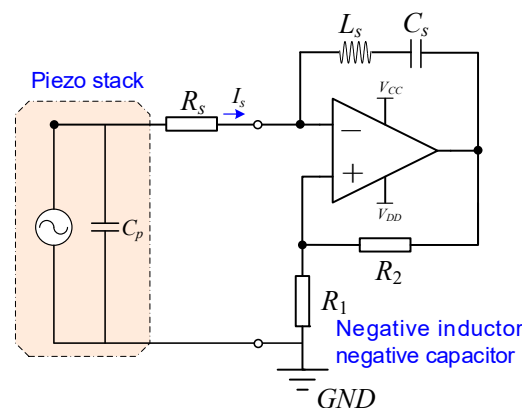 L_s
C_s
Piezo stack
R_s
I_s
V_CC
−
+
C_p
V_DD
R_2
R_1
Negative inductor
negative capacitor
GND